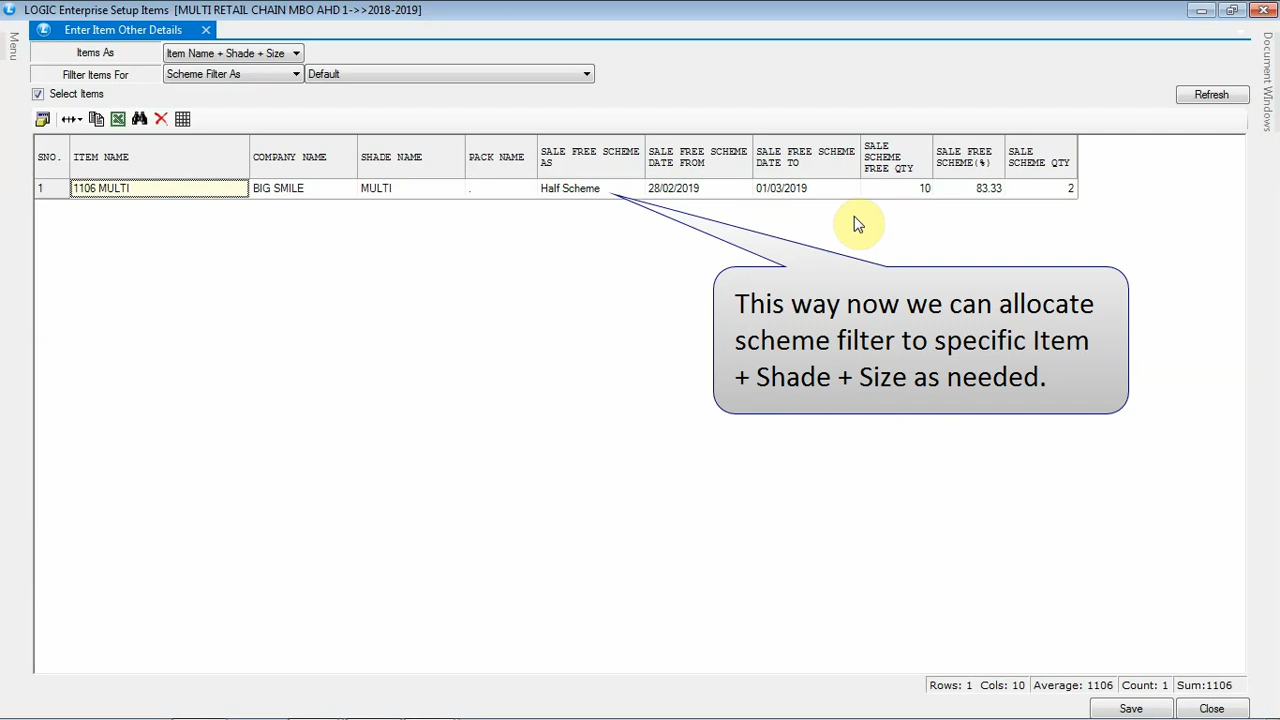 LOGIC Enterprise Setup Items [MULTI RETAIL CHAIN MBO AHD 1->>2018-2019]
Enter Item Other Details
Menu
Document Windows
Items As
Item Name + Shade + Size
Fillter Items For
Scheme Filter As
Default
Select Items
Refresh
SNO.
ITEM NAME
COMPANY NAME
SHADE NAME
PACK NAME
SALE FREE SCHEME
AS
SALE FREE SCHEME
DATE FROM
SALE FREE SCHEME
DATE TO
SALE
SCHEME
FREE QTY
SALE FREE
SCHEME(%)
SALE
SCHEME QTY
1 1106 MULTI BIG SMILE MULTI . Half Scheme 28/02/2019 01/03/2019 10 83.33 2
This way now we can allocate
scheme filter to specific Item
+ Shade + Size as needed.
Rows: 1 Cols: 10 Average: 1106 Count: 1 Sum:1106
Save
Close